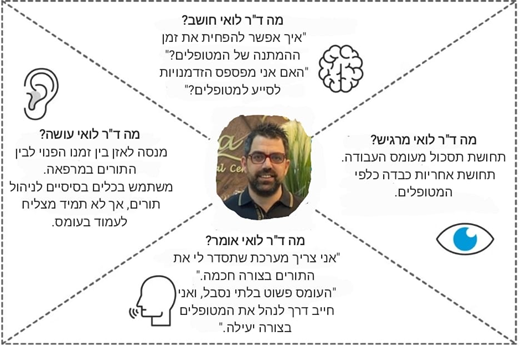 מה ד"ר לואי חושב?
"איך אפשר להפחית את זמן
ההמתנה של המטופלים?"
"האם אני מפספס הזדמנויות
לסייע למטופלים?"
מה ד"ר לואי עושה?
מנסה לאזן בין זמנו הפנוי לבין
התורים במרפאה.
משתמש בכלים בסיסיים לניהול
תורים, אך לא תמיד מצליח
לעמוד בעומס.
מה ד"ר לואי מרגיש?
תחושת תסכול מעומס העבודה.
תחושת אחריות כבדה כלפי
המטופלים.
מה ד"ר לואי אומר?
"אני צריך מערכת שתסדר לי את
התורים בצורה חכמה."
"העומס פשוט בלתי נסבל, ואני
חייב דרך לנהל את המטופלים
בצורה יעילה."